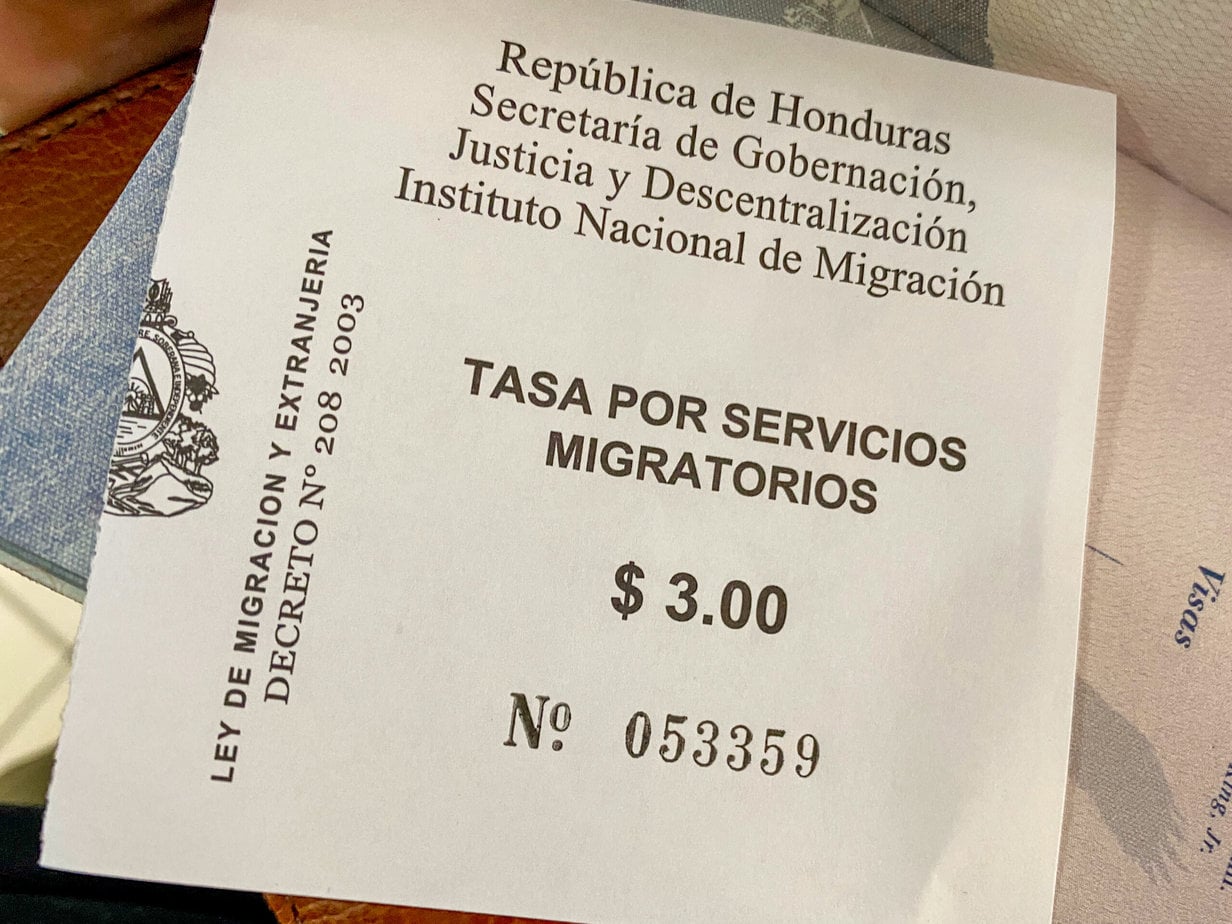 República de Honduras
Secretaría de Gobernación,
Justicia y Descentralización
Instituto Nacional de Migración
LEY DE MIGRACION Y EXTRANJERIA
DECRETO Nº 208 2003
TASA POR SERVICIOS
MIGRATORIOS
$ 3.00
Nº 053359
Visas
Jr.